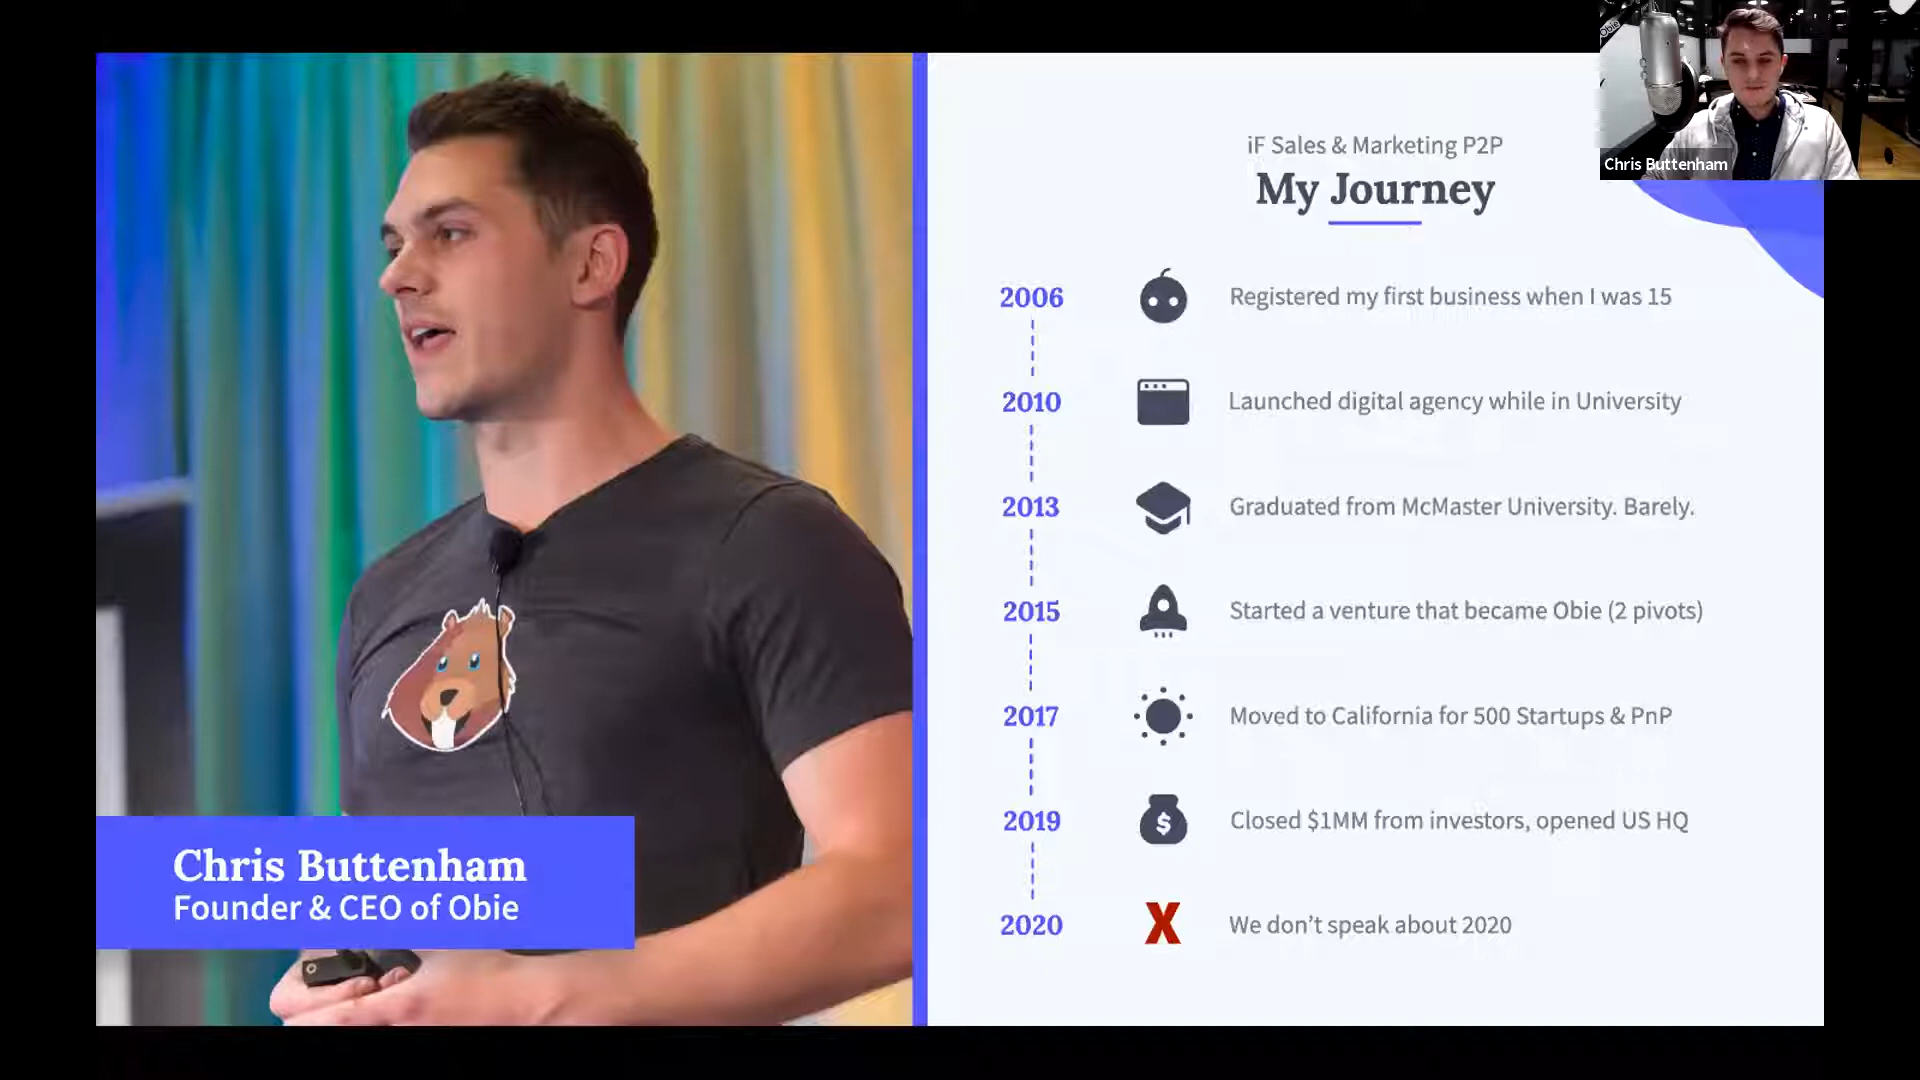 iF Sales & Marketing P2P
My Journey
2006 Registered my first business when I was 15
2010 Launched digital agency while in University
2013 Graduated from McMaster University. Barely.
2015 Started a venture that became Obie (2 pivots)
2017 Moved to California for 500 Startups & PnP
2019 $ Closed $1MM from investors, opened US HQ
2020 X We don’t speak about 2020
Chris Buttenham
Founder & CEO of Obie
Obie
Chris Buttenham